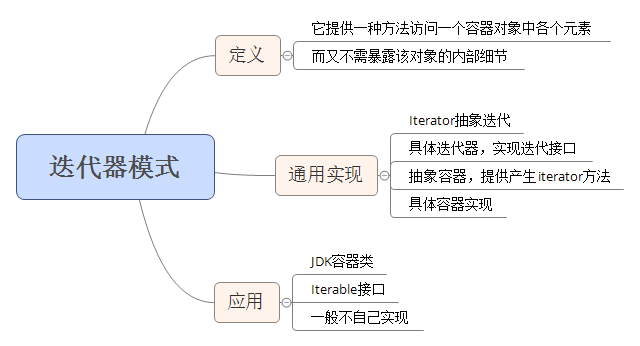 迭代器模式
定义
它提供一种方法访问一个容器对象中各个元素
而又不需暴露该对象的内部细节
通用实现
Iterator抽象迭代
具体迭代器，实现迭代接口
抽象容器，提供产生iterator方法
具体容器实现
应用
JDK容器类
Iterable接口
一般不自己实现